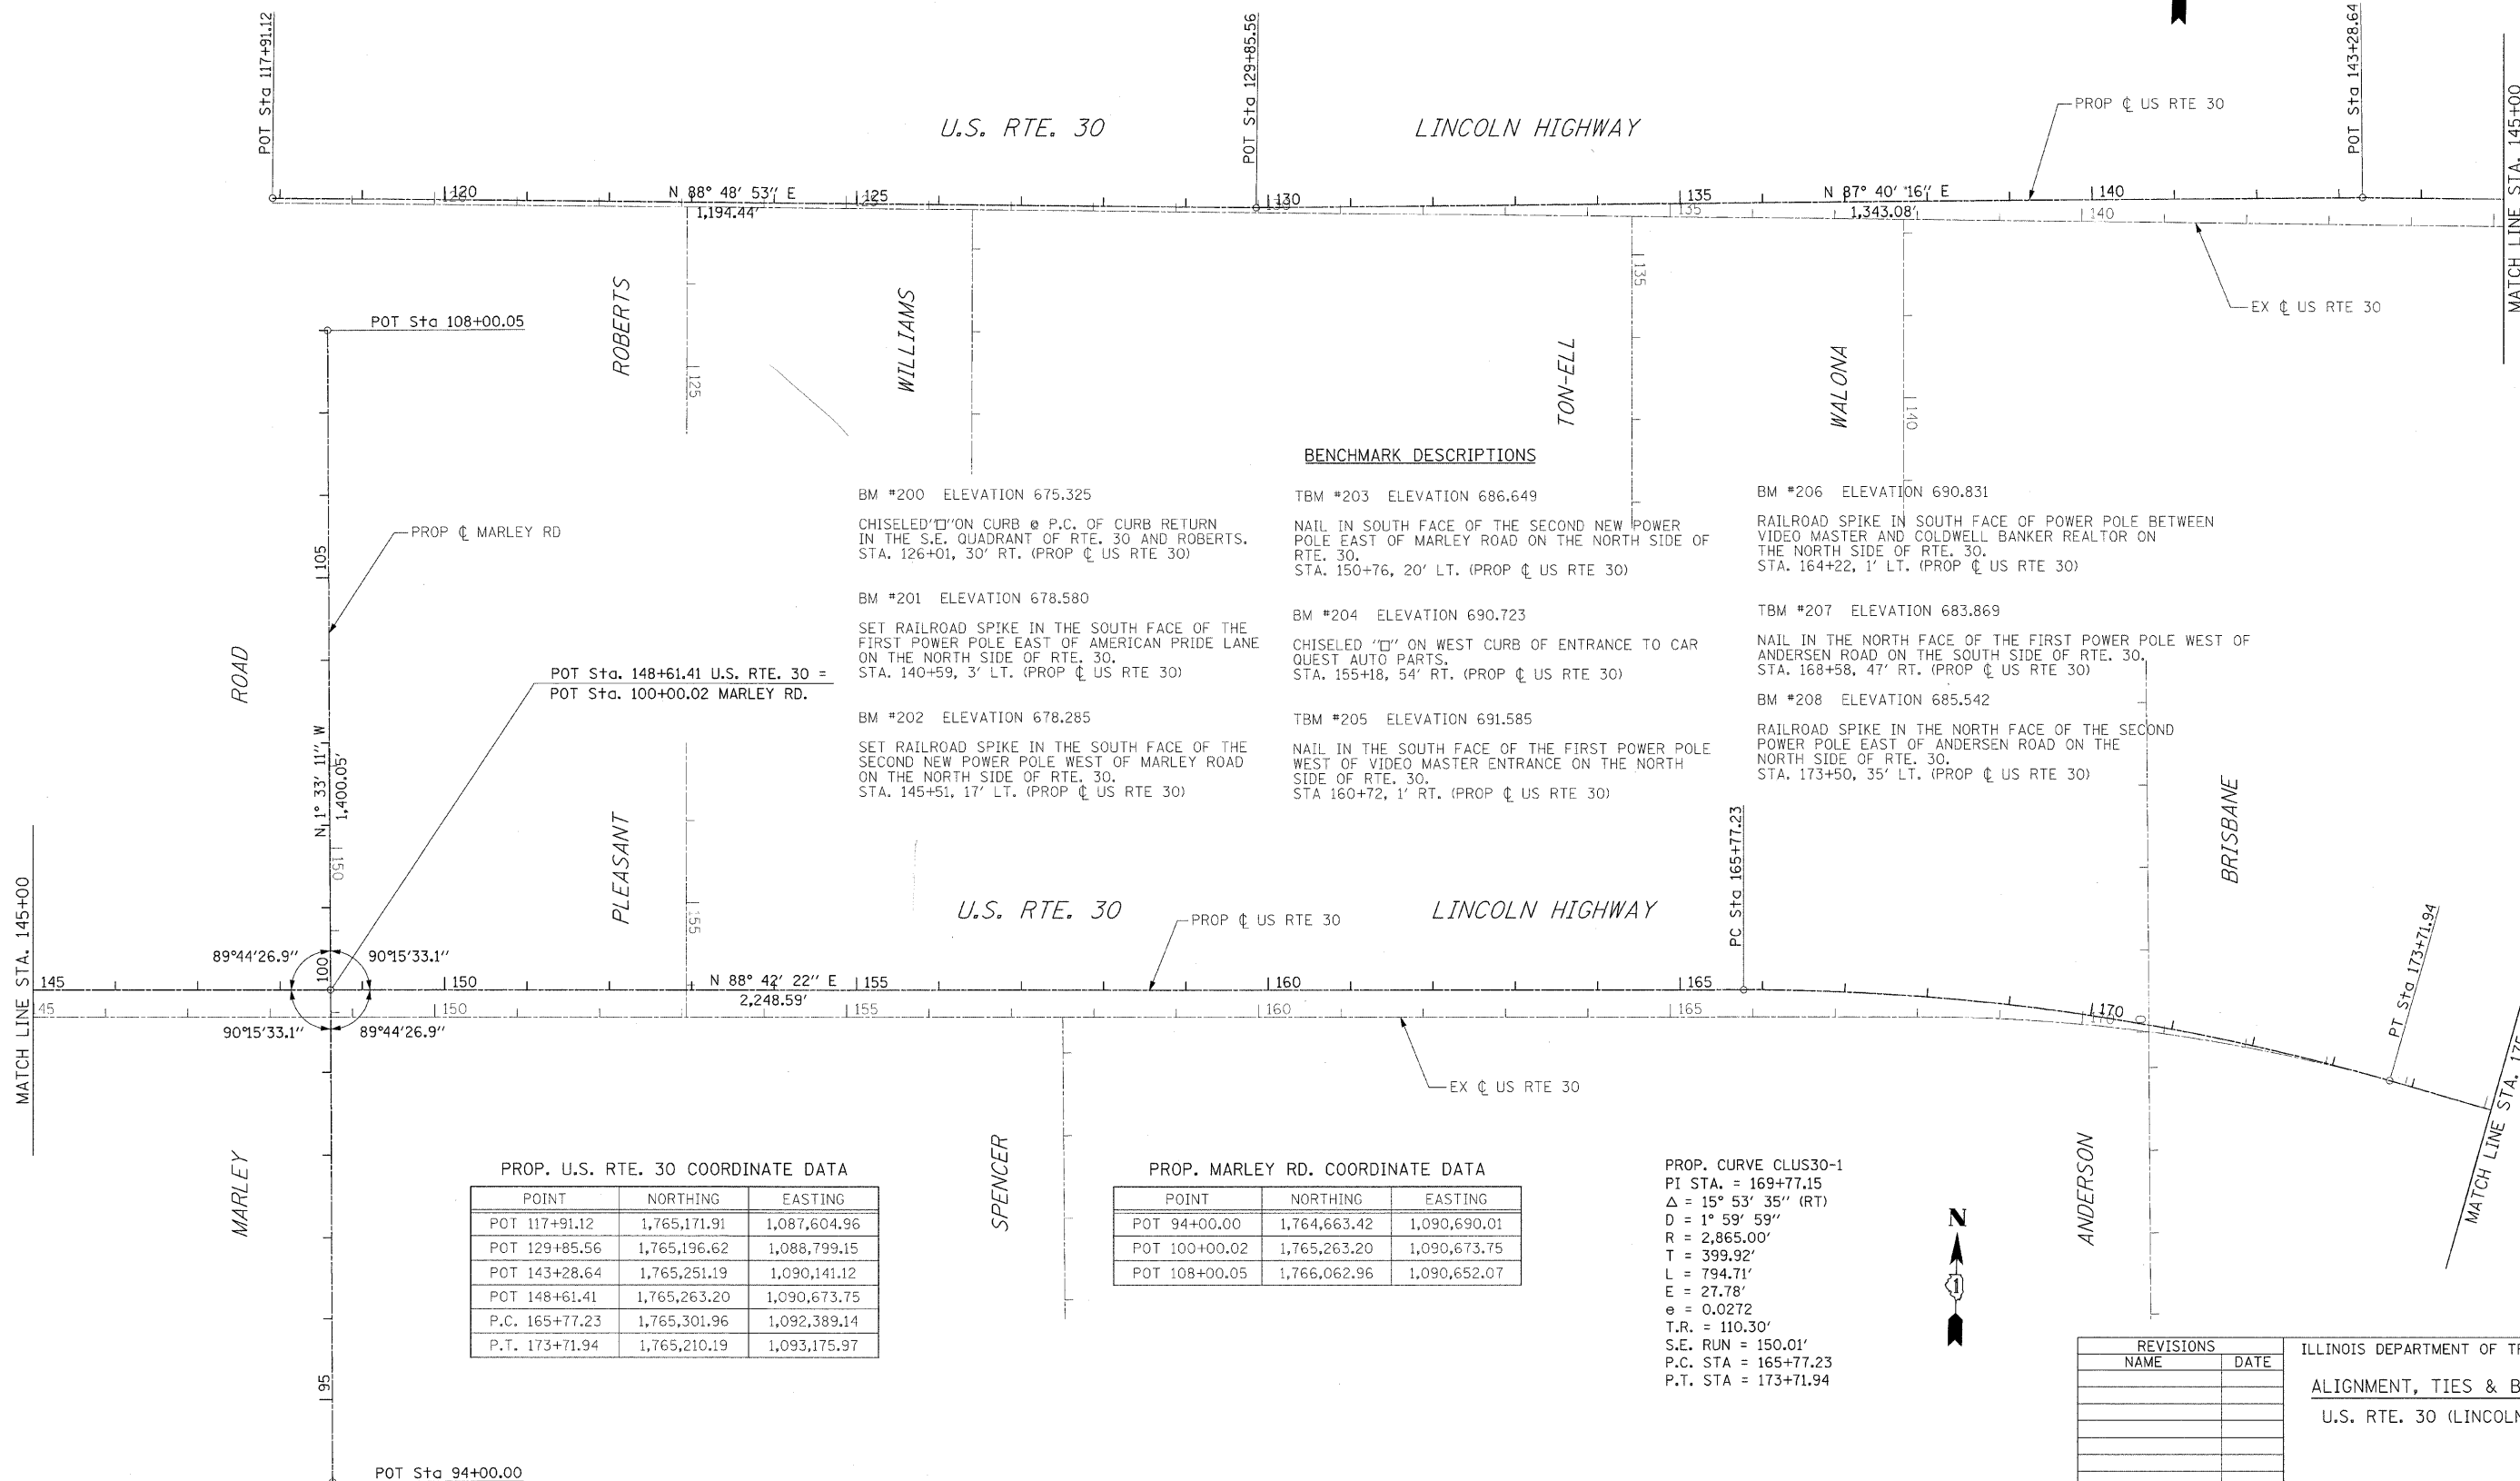 POT Sta 117+91.12
POT Sta 129+85.56
POT Sta 143+28.64
MATCH LINE STA. 145+00
U.S. RTE. 30
LINCOLN HIGHWAY
PROP ℄ US RTE 30
120
N 88° 48' 53" E
125
130
135
N 87° 40' 16" E
140
1,194.44'
135
1,343.08'
140
EX ℄ US RTE 30
POT Sta 108+00.05
ROBERTS
125
WILLIAMS
TON-ELL
135
WALONA
140
PROP ℄ MARLEY RD
105
ROAD
POT Sta. 148+61.41 U.S. RTE. 30 =
POT Sta. 100+00.02 MARLEY RD.
N 1° 33' 11" W
1,400.05'
150
BENCHMARK DESCRIPTIONS
BM #200 ELEVATION 675.325
CHISELED"□"ON CURB @ P.C. OF CURB RETURN
IN THE S.E. QUADRANT OF RTE. 30 AND ROBERTS.
STA. 126+01, 30' RT. (PROP ℄ US RTE 30)
BM #201 ELEVATION 678.580
SET RAILROAD SPIKE IN THE SOUTH FACE OF THE
FIRST POWER POLE EAST OF AMERICAN PRIDE LANE
ON THE NORTH SIDE OF RTE. 30.
STA. 140+59, 3' LT. (PROP ℄ US RTE 30)
BM #202 ELEVATION 678.285
SET RAILROAD SPIKE IN THE SOUTH FACE OF THE
SECOND NEW POWER POLE WEST OF MARLEY ROAD
ON THE NORTH SIDE OF RTE. 30.
STA. 145+51, 17' LT. (PROP ℄ US RTE 30)
TBM #203 ELEVATION 686.649
NAIL IN SOUTH FACE OF THE SECOND NEW POWER
POLE EAST OF MARLEY ROAD ON THE NORTH SIDE OF
RTE. 30.
STA. 150+76, 20' LT. (PROP ℄ US RTE 30)
BM #204 ELEVATION 690.723
CHISELED "□" ON WEST CURB OF ENTRANCE TO CAR
QUEST AUTO PARTS.
STA. 155+18, 54' RT. (PROP ℄ US RTE 30)
TBM #205 ELEVATION 691.585
NAIL IN THE SOUTH FACE OF THE FIRST POWER POLE
WEST OF VIDEO MASTER ENTRANCE ON THE NORTH
SIDE OF RTE. 30.
STA 160+72, 1' RT. (PROP ℄ US RTE 30)
BM #206 ELEVATION 690.831
RAILROAD SPIKE IN SOUTH FACE OF POWER POLE BETWEEN
VIDEO MASTER AND COLDWELL BANKER REALTOR ON
THE NORTH SIDE OF RTE. 30.
STA. 164+22, 1' LT. (PROP ℄ US RTE 30)
TBM #207 ELEVATION 683.869
NAIL IN THE NORTH FACE OF THE FIRST POWER POLE WEST OF
ANDERSEN ROAD ON THE SOUTH SIDE OF RTE. 30.
STA. 168+58, 47' RT. (PROP ℄ US RTE 30)
BM #208 ELEVATION 685.542
RAILROAD SPIKE IN THE NORTH FACE OF THE SECOND
POWER POLE EAST OF ANDERSEN ROAD ON THE
NORTH SIDE OF RTE. 30.
STA. 173+50, 35' LT. (PROP ℄ US RTE 30)
MATCH LINE STA. 145+00
PLEASANT
155
U.S. RTE. 30
PROP ℄ US RTE 30
LINCOLN HIGHWAY
PC Sta 165+77.23
BRISBANE
PT Sta 173+71.94
89°44'26.9"
100
90°15'33.1"
145
150
N 88° 42' 22" E
155
160
165
170
45
150
2,248.59'
155
160
165
170
0
90°15'33.1"
89°44'26.9"
EX ℄ US RTE 30
MATCH LINE STA. 175
MARLEY
SPENCER
ANDERSON
95
POT Sta 94+00.00
PROP. U.S. RTE. 30 COORDINATE DATA
POINT NORTHING EASTING
POT 117+91.12 1,765,171.91 1,087,604.96
POT 129+85.56 1,765,196.62 1,088,799.15
POT 143+28.64 1,765,251.19 1,090,141.12
POT 148+61.41 1,765,263.20 1,090,673.75
P.C. 165+77.23 1,765,301.96 1,092,389.14
P.T. 173+71.94 1,765,210.19 1,093,175.97
PROP. MARLEY RD. COORDINATE DATA
POINT NORTHING EASTING
POT 94+00.00 1,764,663.42 1,090,690.01
POT 100+00.02 1,765,263.20 1,090,673.75
POT 108+00.05 1,766,062.96 1,090,652.07
PROP. CURVE CLUS30-1
PI STA. = 169+77.15
Δ = 15° 53' 35" (RT)
D = 1° 59' 59"
R = 2,865.00'
T = 399.92'
L = 794.71'
E = 27.78'
e = 0.0272
T.R. = 110.30'
S.E. RUN = 150.01'
P.C. STA = 165+77.23
P.T. STA = 173+71.94
N
1
REVISIONS
NAME DATE
ILLINOIS DEPARTMENT OF
ALIGNMENT, TIES &
U.S. RTE. 30 (LINCOLN